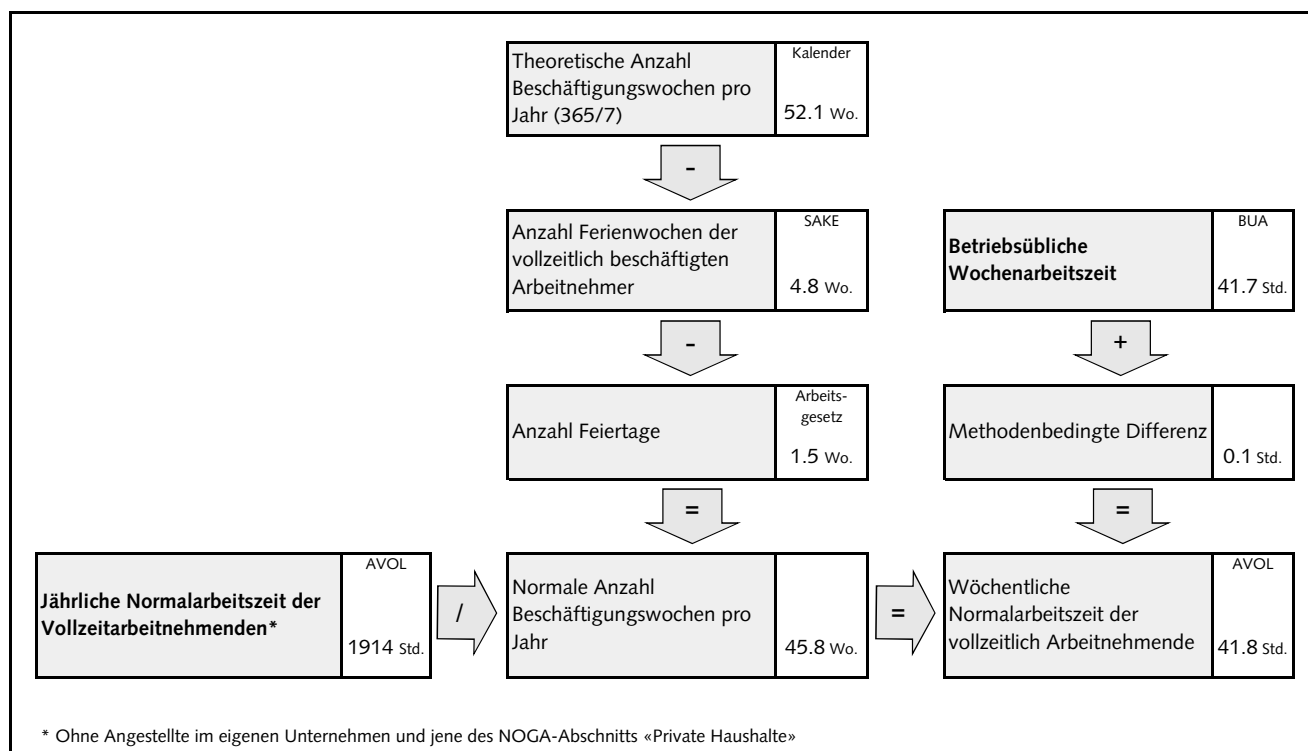 Theoretische Anzahl
Beschäftigungswochen pro
Jahr (365/7)
Kalender
52.1 Wo.
-
Anzahl Ferienwochen der
vollzeitlich beschäftigten
Arbeitnehmer
SAKE
4.8 Wo.
Betriebsübliche
Wochenarbeitszeit
BUA
41.7 Std.
-
+
Anzahl Feiertage
Arbeits-
gesetz
1.5 Wo.
Methodenbedingte Differenz
0.1 Std.
=
=
Jährliche Normalarbeitszeit der
Vollzeitarbeitnehmenden*
AVOL
1914 Std.
/
Normale Anzahl
Beschäftigungswochen pro
Jahr
45.8 Wo.
=
Wöchentliche
Normalarbeitszeit der
vollzeitlich Arbeitnehmende
AVOL
41.8 Std.
* Ohne Angestellte im eigenen Unternehmen und jene des NOGA-Abschnitts «Private Haushalte»